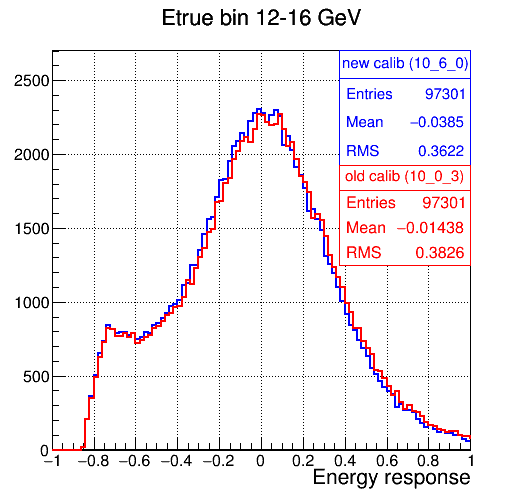 Etrue bin 12-16 GeV
new calib (10_6_0)
Entries 97301
Mean −0.0385
RMS 0.3622
old calib (10_0_3)
Entries 97301
Mean −0.01438
RMS 0.3826
2500
2000
1500
1000
500
0
−1 −0.8 −0.6 −0.4 −0.2 0 0.2 0.4 0.6 0.8 1
Energy response